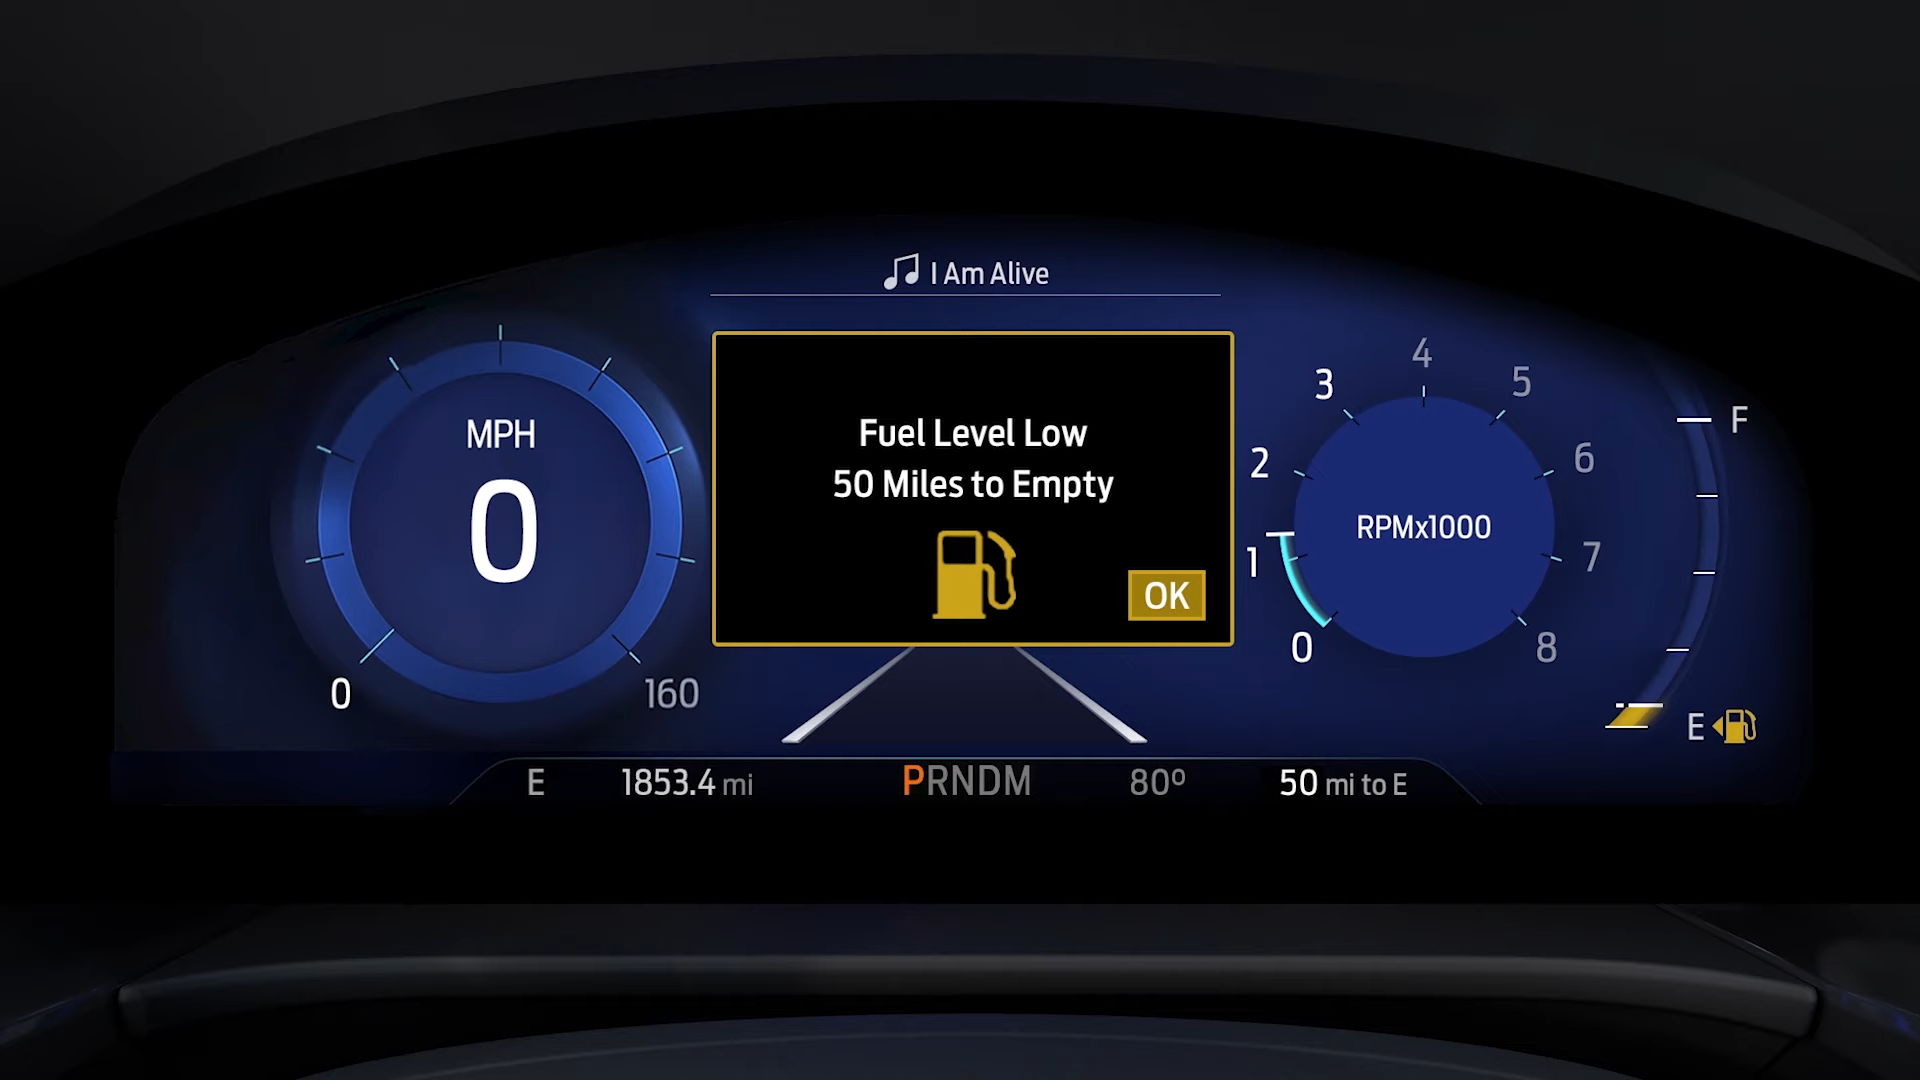 I Am Alive
MPH
0
0
160
Fuel Level Low
50 Miles to Empty
OK
0
1
2
3
4
5
6
7
8
RPMx1000
F
E
E
1853.4 mi
PRNDM
80º
50 mi to E